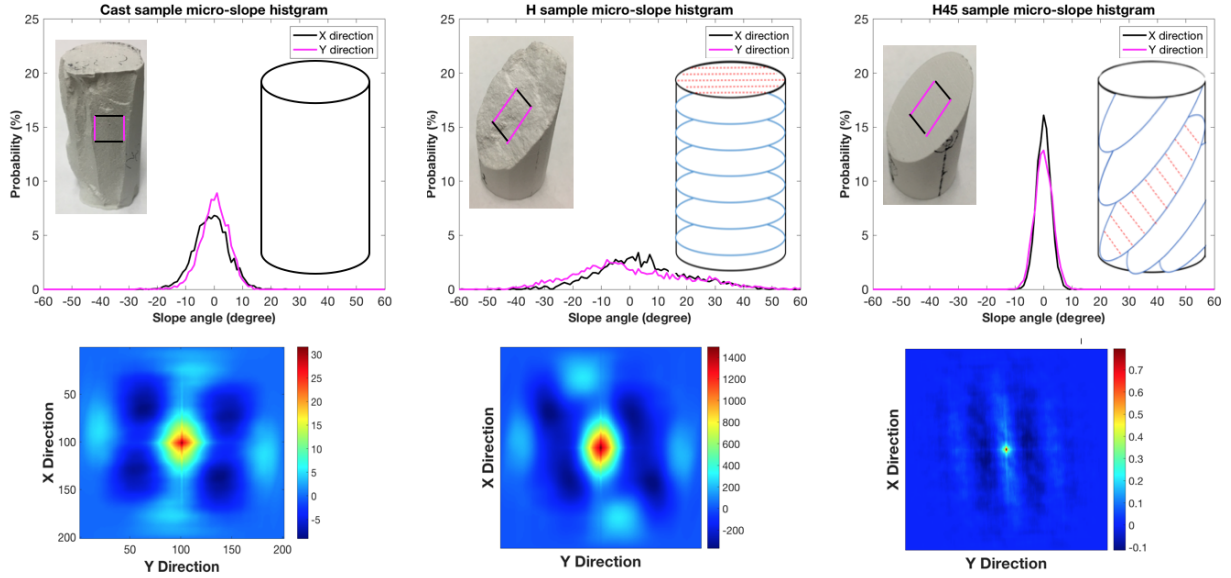 Cast sample micro-slope histgram
25
20
15
10
5
0
Probability (%)
X direction
Y direction
-60 -50 -40 -30 -20 -10 0 10 20 30 40 50 60
Slope angle (degree)
H sample micro-slope histgram
25
20
15
10
5
0
Probability (%)
X direction
Y direction
-60 -50 -40 -30 -20 -10 0 10 20 30 40 50 60
Slope angle (degree)
H45 sample micro-slope histgram
25
20
15
10
5
0
Probability (%)
X direction
Y direction
-60 -50 -40 -30 -20 -10 0 10 20 30 40 50 60
Slope angle (degree)
X Direction
50
100
150
200
50 100 150 200
Y Direction
30
25
20
15
10
5
0
-5
X Direction
Y Direction
1400
1200
1000
800
600
400
200
0
-200
X Direction
Y Direction
0.7
0.6
0.5
0.4
0.3
0.2
0.1
0
-0.1